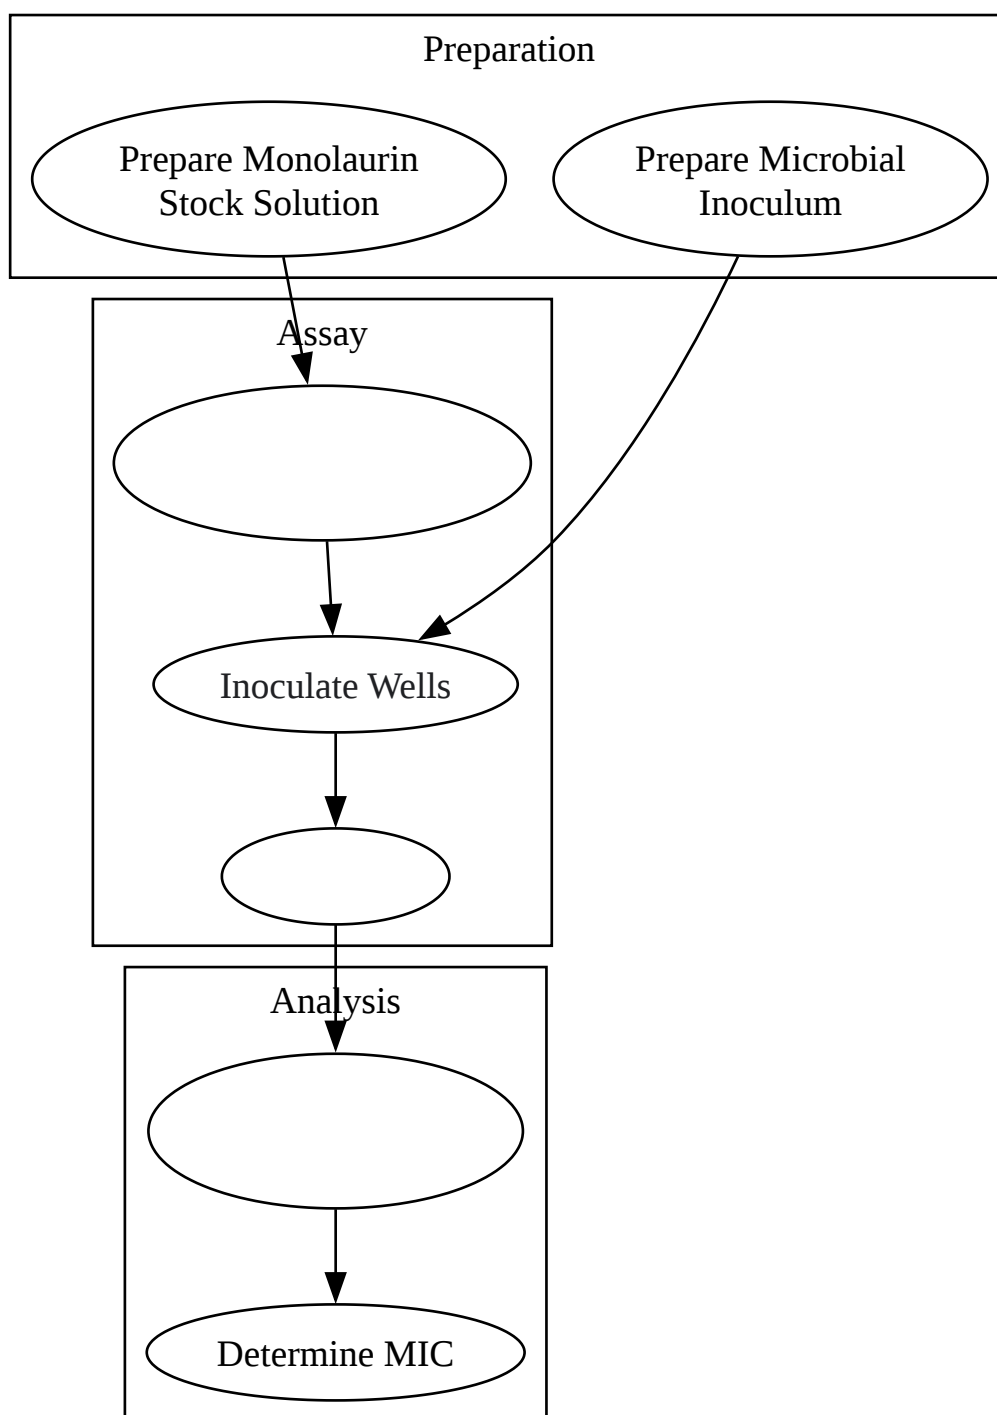 Preparation
Prepare Monolaurin
Stock Solution
Prepare Microbial
Inoculum
Assay
Inoculate Wells
Analysis
Determine MIC